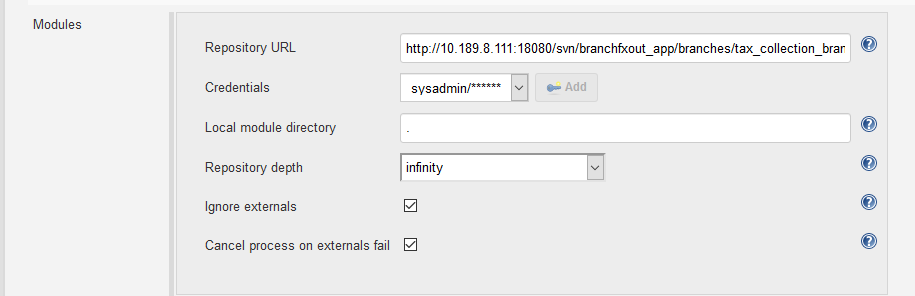 Modules
Repository URL
http://10.189.8.111:18080/svn/branchfxout_app/branches/tax_collection_bran
Credentials
sysadmin/******
Add
Local module directory
.
Repository depth
infinity
Ignore externals
Cancel process on externals fail